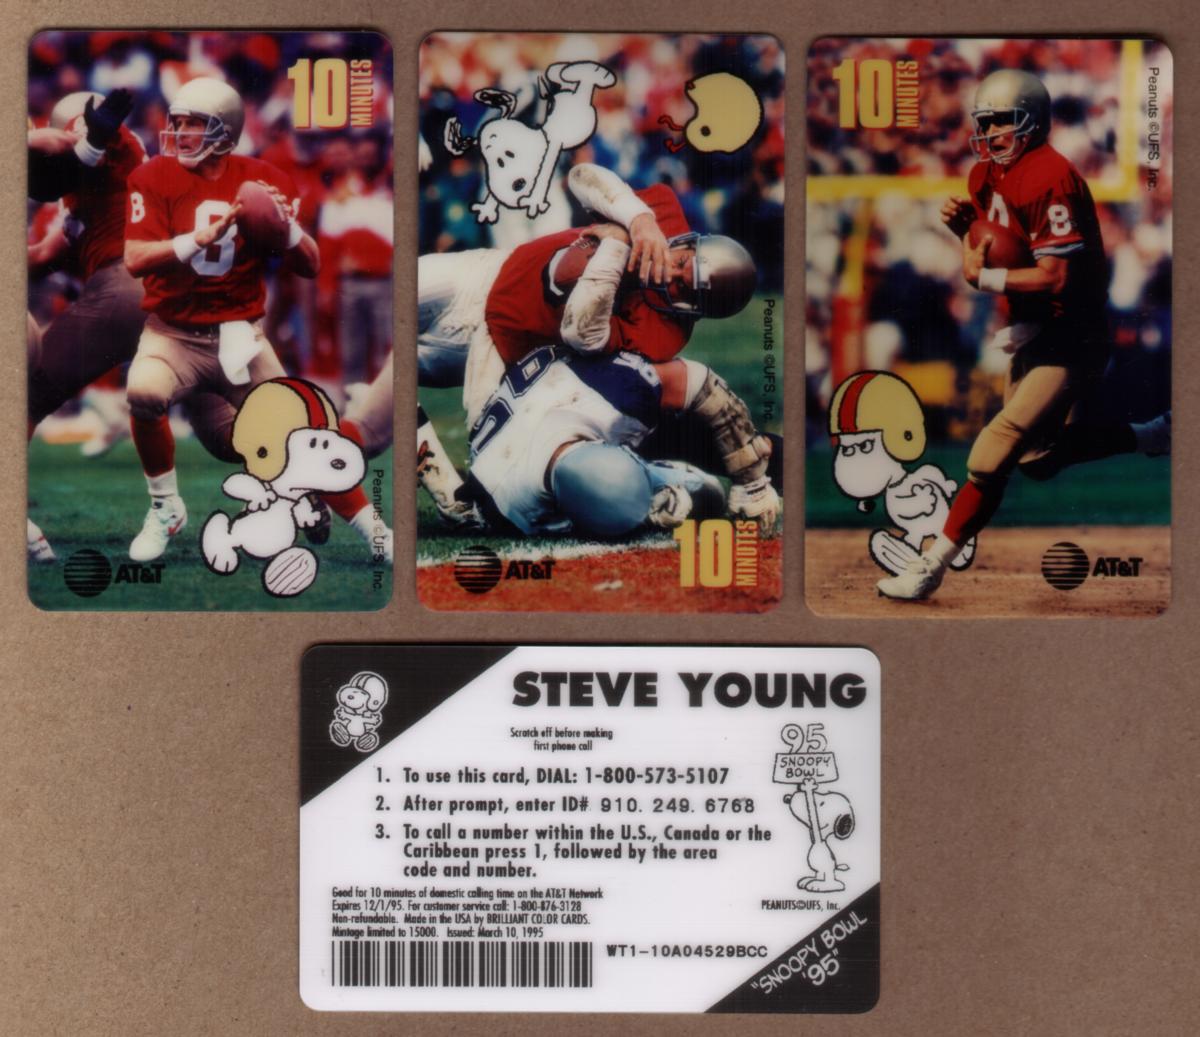 10 MINUTES
8
8
AT&T
Peanuts ©UFS, Inc.
Peanuts ©UFS, Inc.
AT&T
10 MINUTES
10 MINUTES
Peanuts ©UFS, Inc.
8
AT&T
STEVE YOUNG
Scratch off before making
first phone call
1. To use this card, DIAL: 1-800-573-5107
2. After prompt, enter ID# 910. 249. 6768
3. To call a number within the U.S., Canada or the
Caribbean press 1, followed by the area
code and number.
95
SNOOPY
BOWL
PEANUTS©UFS, Inc.
Good for 10 minutes of domestic calling time on the AT&T Network
Expires 12/1/95. For customer service call: 1-800-876-3128
Non-refundable. Made in the USA by BRILLIANT COLOR CARDS.
Mintage limited to 15000. Issued: March 10, 1995
WT1-10A04529BCC
"SNOOPY BOWL
'95"